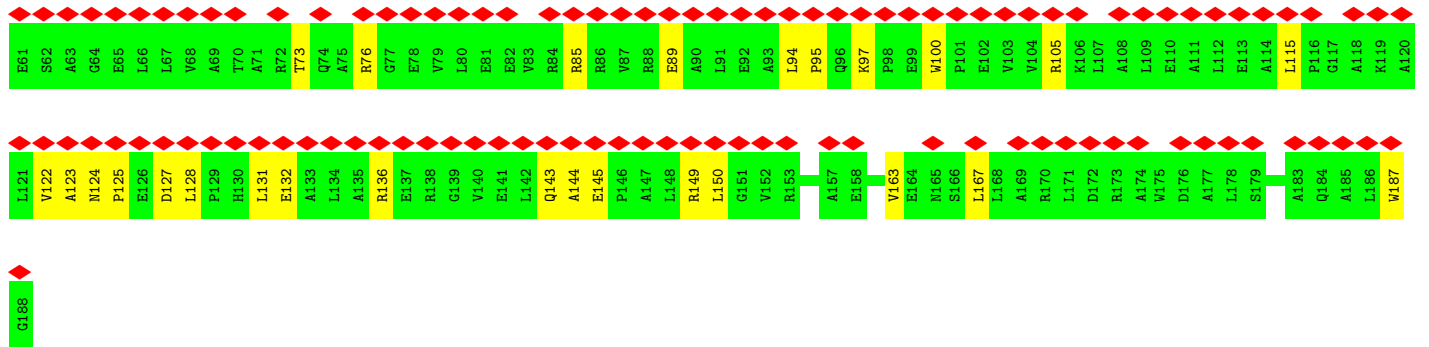 E61 S62 A63 G64 E65 L66 L67 V68 A69 T70 A71 R72 T73 Q74 A75 R76 G77 E78 V79 L80 E81 E82 V83 R84 R85 R86 V87 R88 E89 A90 L91 E92 A93 L94 P95 Q96 K97 P98 E99 W100 P101 E102 V103 V104 R105 K106 L107 A108 L109 E110 A111 L112 E113 A114 L115 P116 G117 A118 K119 A120
L121 V122 A123 N124 P125 E126 D127 L128 P129 H130 L131 E132 A133 L134 A135 R136 E137 R138 G139 V140 E141 L142 Q143 A144 E145 P146 A147 L148 R149 L150 G151 V152 R153 A157 E158 V163 E164 N165 S166 L167 L168 A169 R170 L171 D172 R173 A174 W175 D176 A177 L178 S179 A183 Q184 A185 L186 W187
G188